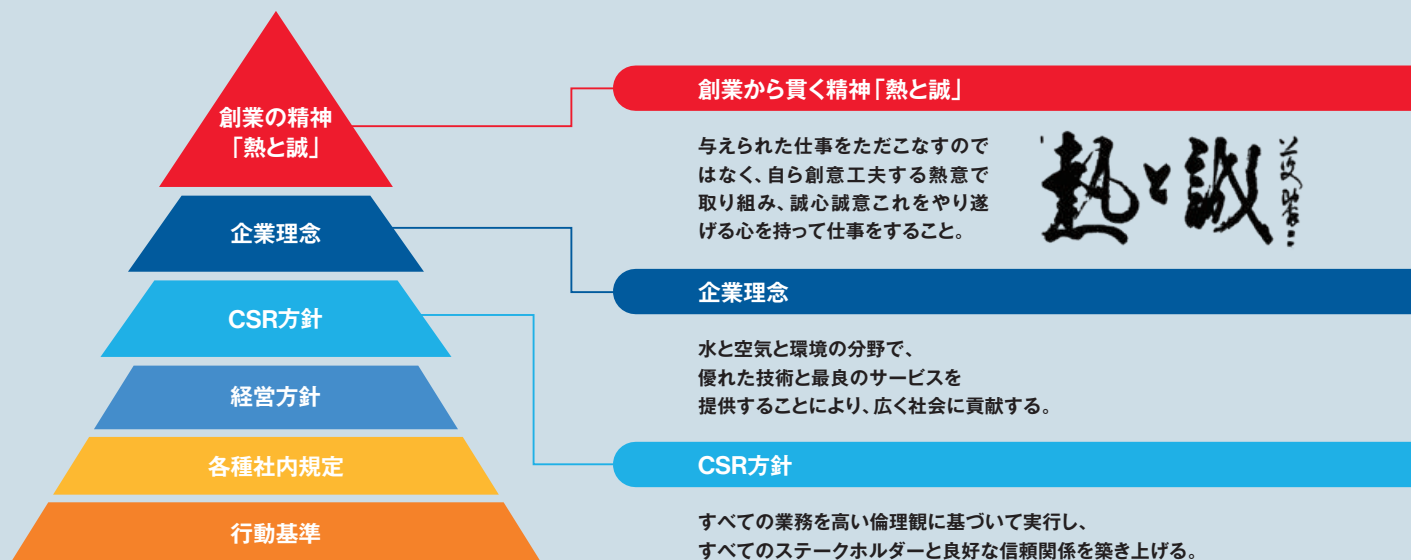 創業の精神
「熱と誠」
企業理念
CSR方針
経営方針
各種社内規定
行動基準
創業から貫く精神「熱と誠」
与えられた仕事をただこなすので
はなく、自ら創意工夫する熱意で
取り組み、誠心誠意これをやり遂
げる心を持って仕事をすること。
熱と誠
企業理念
水と空気と環境の分野で、
優れた技術と最良のサービスを
提供することにより、広く社会に貢献する。
CSR方針
すべての業務を高い倫理観に基づいて実行し、
すべてのステークホルダーと良好な信頼関係を築き上げる。